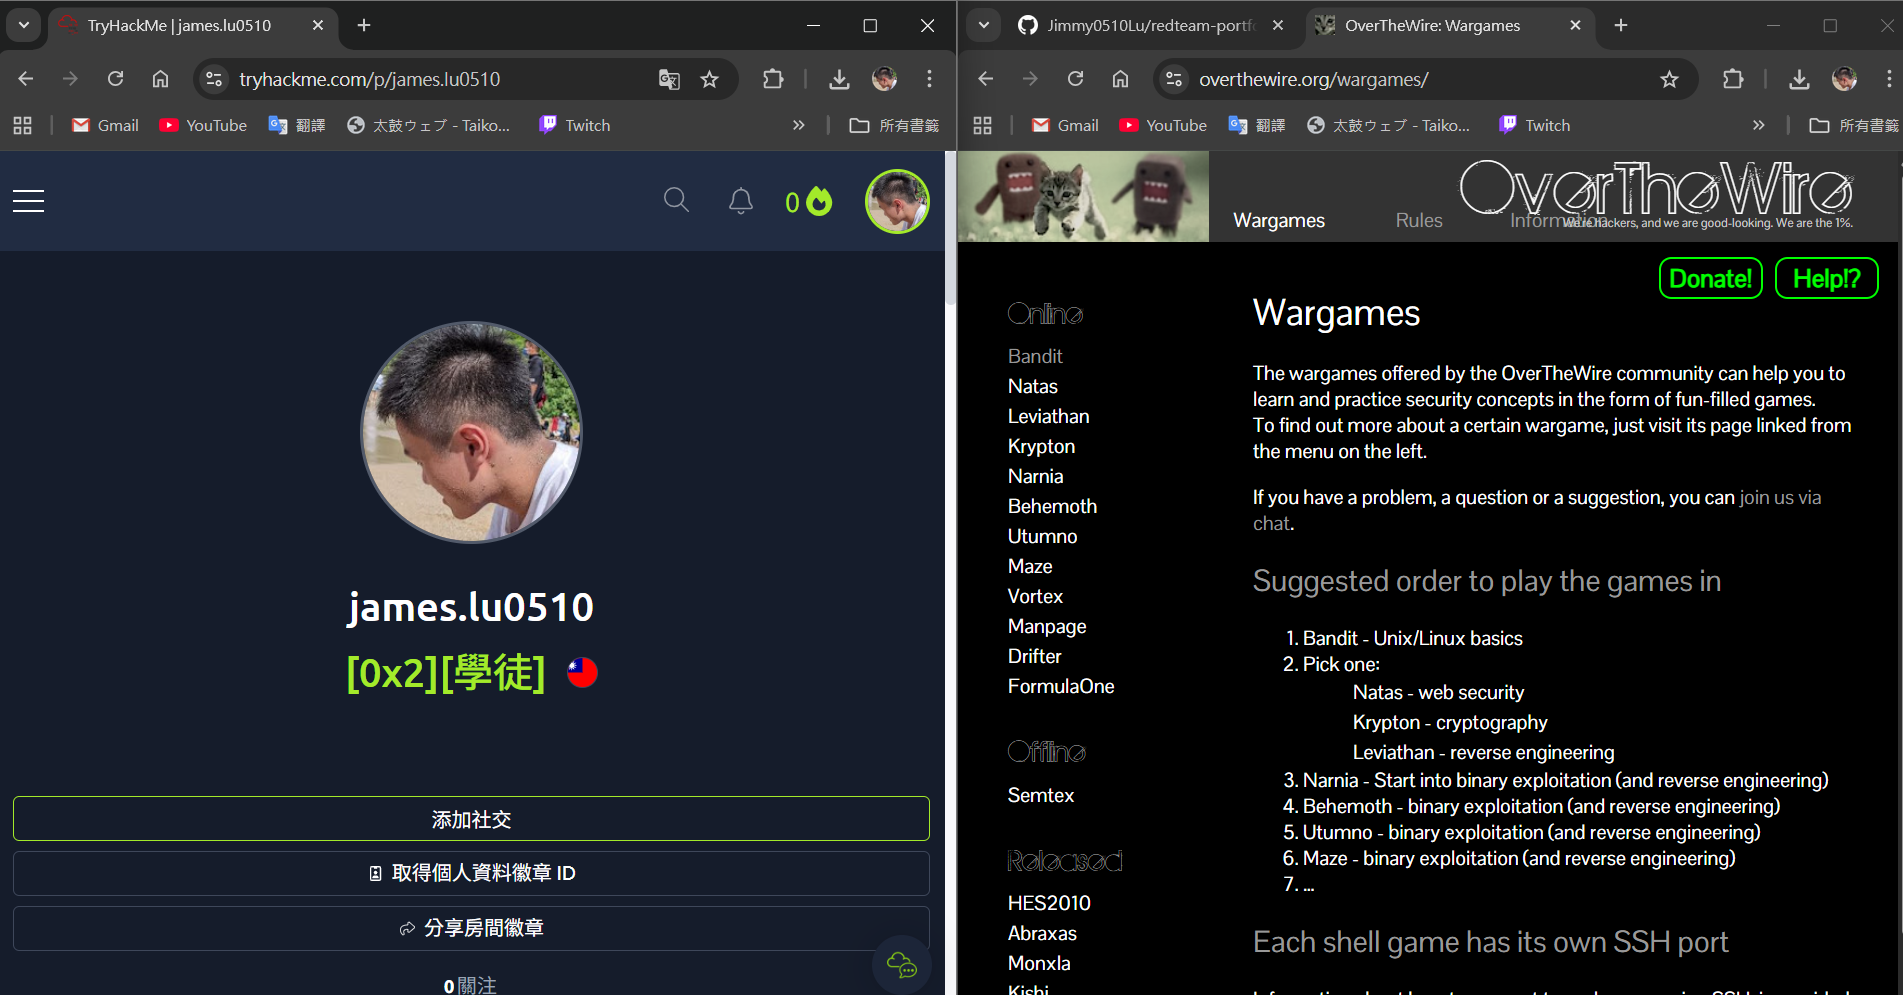 TryHackMe | james.lu0510
tryhackme.com/p/james.lu0510
Gmail
YouTube
翻譯
太鼓ウェブ - Taiko...
Twitch
所有書籤
0
james.lu0510
[0x2][學徒]
添加社交
取得個人資料徽章 ID
分享房間徽章
0 關注
Jimmy0510Lu/redteam-portf
OverTheWire: Wargames
overthewire.org/wargames/
Gmail
YouTube
翻譯
太鼓ウェブ - Taiko...
Twitch
所有書籤
Wargames
Rules
Information
OverTheWire
We're hackers, and we are good-looking. We are the 1%.
Donate!
Help!?
Online
Bandit
Natas
Leviathan
Krypton
Narnia
Behemoth
Utumno
Maze
Vortex
Manpage
Drifter
FormulaOne
Offline
Semtex
Released
HES2010
Abraxas
Monxla
Kishi
Wargames
The wargames offered by the OverTheWire community can help you to
learn and practice security concepts in the form of fun-filled games.
To find out more about a certain wargame, just visit its page linked from
the menu on the left.
If you have a problem, a question or a suggestion, you can join us via
chat.
Suggested order to play the games in
1. Bandit - Unix/Linux basics
2. Pick one:
Natas - web security
Krypton - cryptography
Leviathan - reverse engineering
3. Narnia - Start into binary exploitation (and reverse engineering)
4. Behemoth - binary exploitation (and reverse engineering)
5. Utumno - binary exploitation (and reverse engineering)
6. Maze - binary exploitation (and reverse engineering)
7. ...
Each shell game has its own SSH port